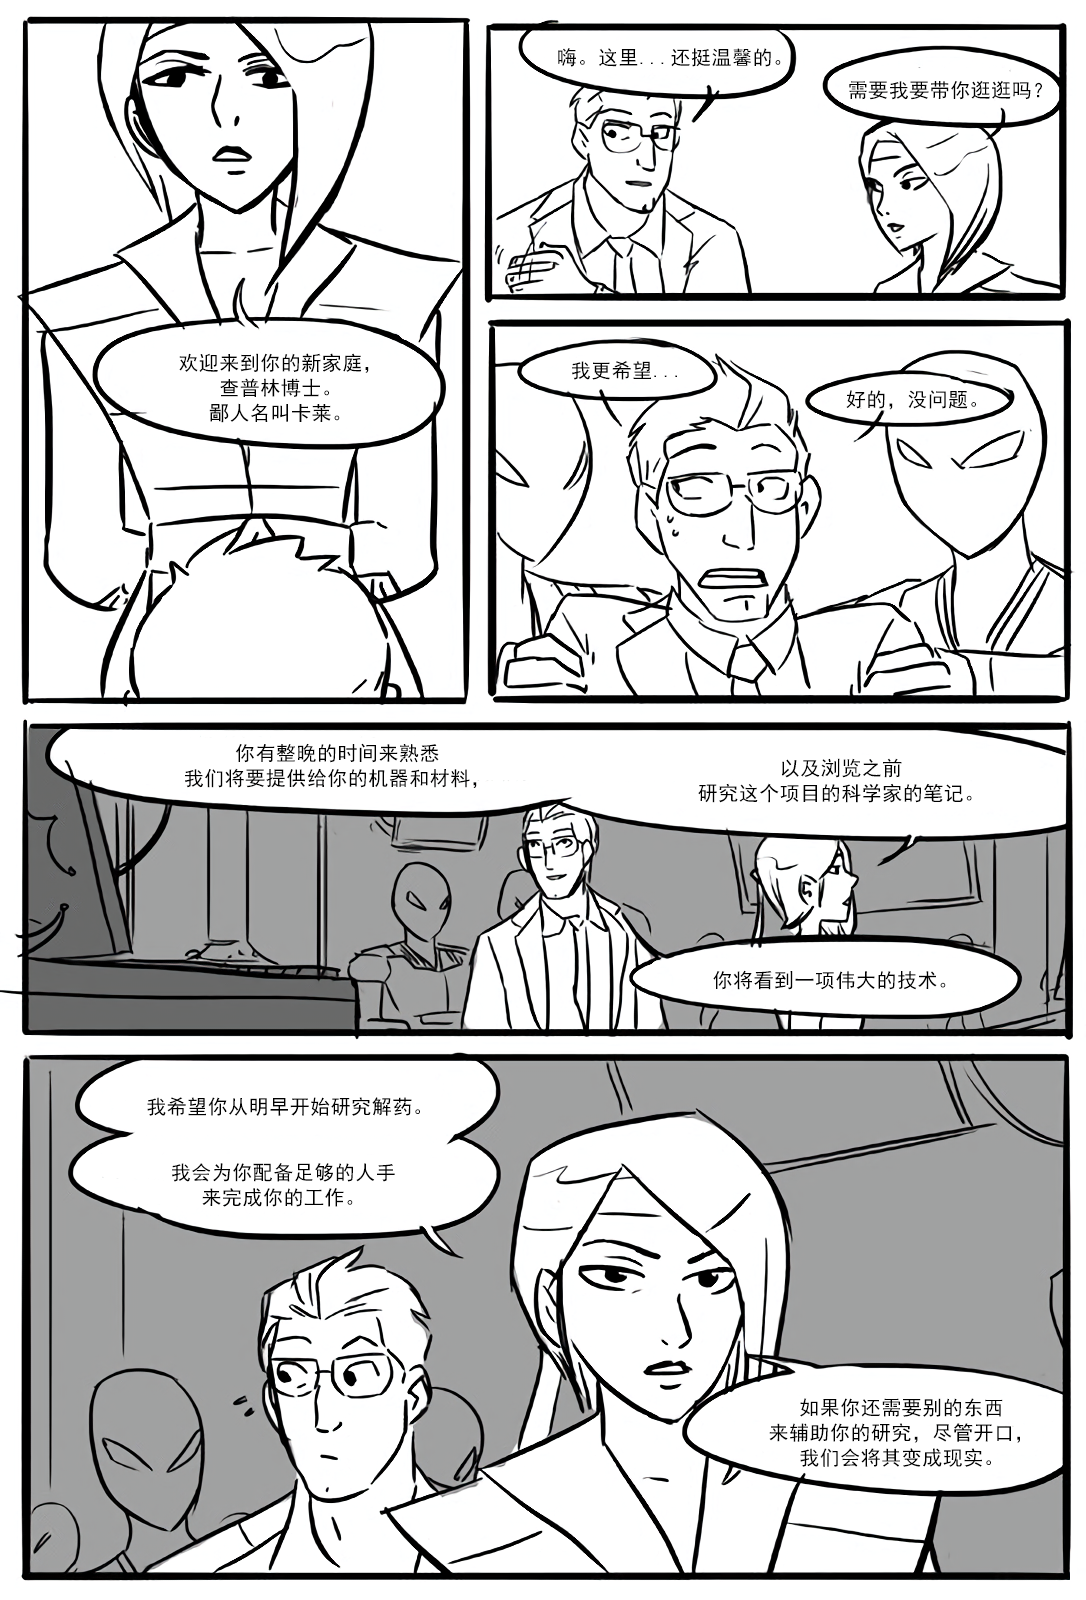 欢迎来到你的新家庭，
查普林博士。
鄙人名叫卡莱。
嗨。这里...还挺温馨的。
需要我要带你逛逛吗？
我更希望...
好的，没问题。
你有整晚的时间来熟悉
我们将要提供给你的机器和材料，
以及浏览之前
研究这个项目的科学家的笔记。
你将看到一项伟大的技术。
我希望你从明早开始研究解药。
我会为你配备足够的人手
来完成你的工作。
如果你还需要别的东西
来辅助你的研究，尽管开口，
我们会将其变成现实。